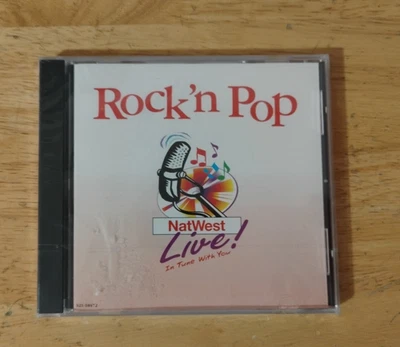 Rock'n Pop
NatWest
Live!
In Tune With You